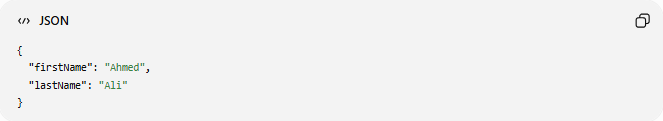 </> JSON
{
  "firstName": "Ahmed",
  "lastName": "Ali"
}